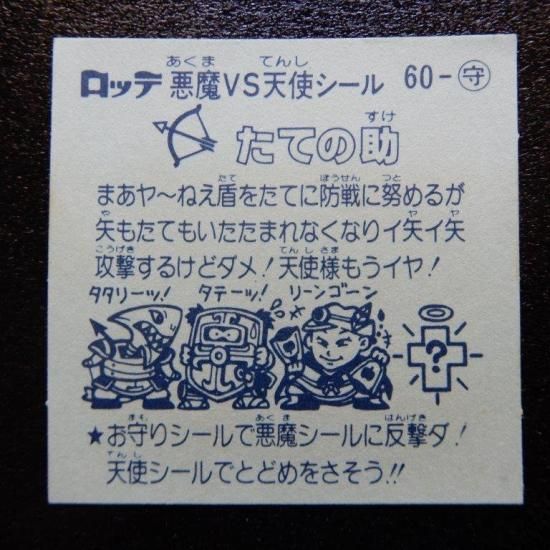 ロッテ 悪魔VS天使シール 60-守
たての助
まあヤ〜ねえ盾をたてに防戦に努めるが
矢もたてもいたたまれなくなりイ矢イ矢
攻撃するけどダメ!天使様もうイヤ!
タタリーッ! タテーッ! リーンゴーン
?
★お守りシールで悪魔シールに反撃ダ!
天使シールでとどめをさそう!!